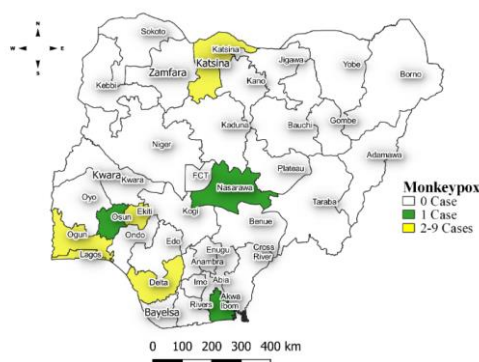 N
W E
S
Sokoto
Katsina
Katsina
Zamfara
Kebbi
Kano
Jigawa
Yobe
Borno
Kaduna
Bauchi
Gombe
Adamawa
Niger
FCT
Nasarawa
Plateau
Taraba
Kwara
Kwara
Oyo
Osun
Ekiti
Kogi
Benue
Ogun
Ondo
Lagos
Edo
Enugu
Anambra
Cross
River
Delta
Imo
Abia
Bayelsa
Rivers
Akwa
Ibom
Monkeypox
0 Case
1 Case
2-9 Cases
0 100 200 300 400 km